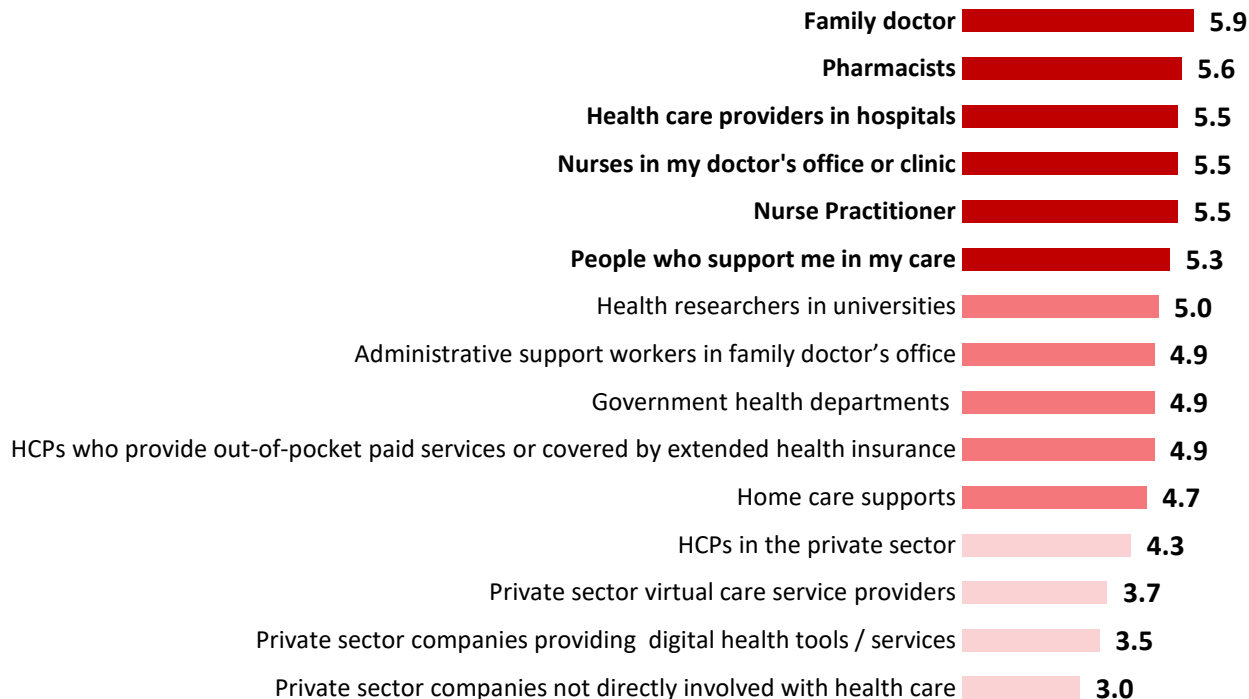 Family doctor 5.9
Pharmacists 5.6
Health care providers in hospitals 5.5
Nurses in my doctor's office or clinic 5.5
Nurse Practitioner 5.5
People who support me in my care 5.3
Health researchers in universities 5.0
Administrative support workers in family doctor’s office 4.9
Government health departments 4.9
HCPs who provide out-of-pocket paid services or covered by extended health insurance 4.9
Home care supports 4.7
HCPs in the private sector 4.3
Private sector virtual care service providers 3.7
Private sector companies providing  digital health tools / services 3.5
Private sector companies not directly involved with health care 3.0